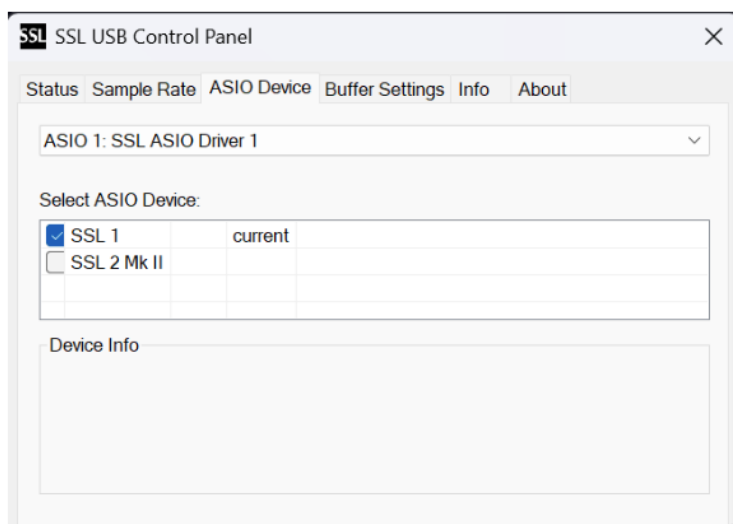 SSL SSL USB Control Panel
Status Sample Rate ASIO Device Buffer Settings Info About
ASIO 1: SSL ASIO Driver 1
Select ASIO Device:
SSL 1 current
SSL 2 Mk II
Device Info